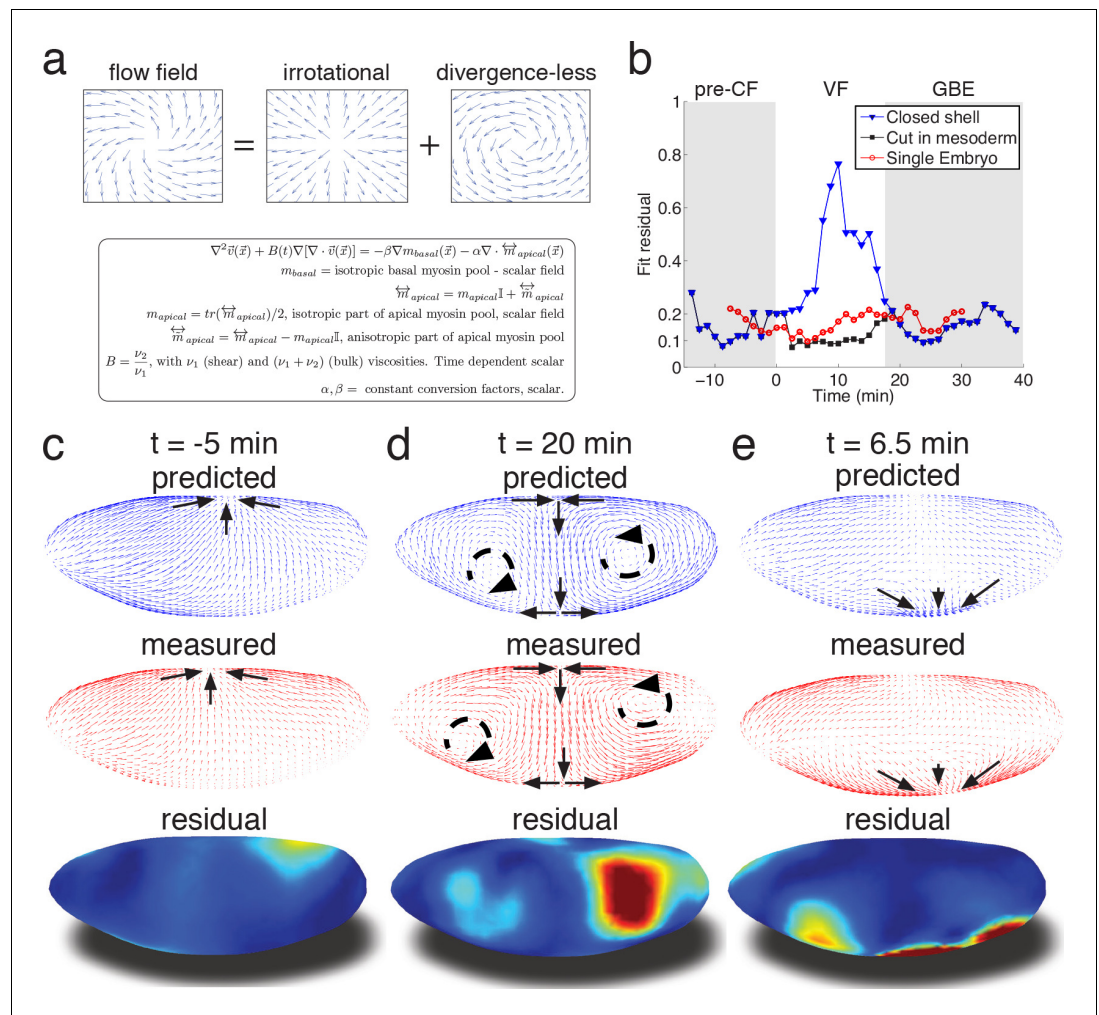 a
flow field
irrotational
divergence-less
=
+
∇²v⃗(x⃗) + B(t)∇[∇ · v⃗(x⃗)] = −β∇m_basal(x⃗) − α∇ · m⃡_apical(x⃗)
m_basal = isotropic basal myosin pool - scalar field
m⃡_apical = m_apical𝕀 + m̃⃡_apical
m_apical = tr(m⃡_apical)/2, isotropic part of apical myosin pool, scalar field
m̃⃡_apical = m⃡_apical − m_apical𝕀, anisotropic part of apical myosin pool
B = ν₂/ν₁, with ν₁ (shear) and (ν₁ + ν₂) (bulk) viscosities. Time dependent scalar
α, β = constant conversion factors, scalar.
b
pre-CF
VF
GBE
Closed shell
Cut in mesoderm
Single Embryo
Fit residual
1
0.8
0.6
0.4
0.2
0.1
0
−10
0
10
20
30
40
Time (min)
c
t = -5 min
predicted
measured
residual
d
t = 20 min
predicted
measured
residual
e
t = 6.5 min
predicted
measured
residual